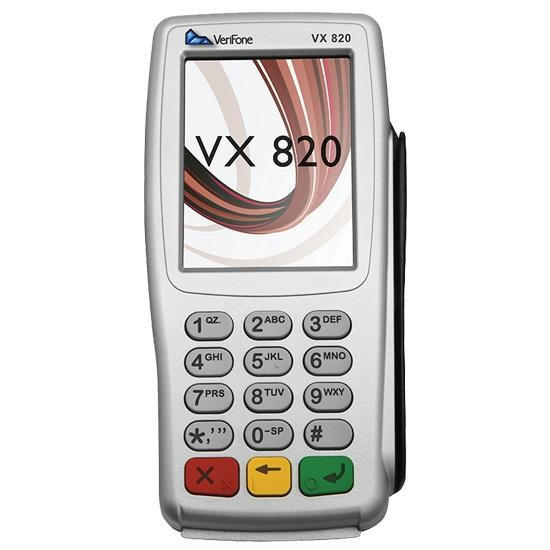 VeriFone VX 820
VX 820
1 QZ. 2 ABC 3 DEF
4 GHI 5 JKL 6 MNO
7 PRS 8 TUV 9 WXY
*,'" 0 -SP #